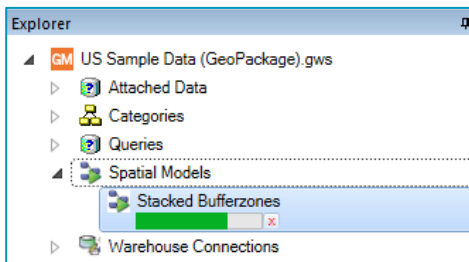 Explorer
GM US Sample Data (GeoPackage).gws
Attached Data
Categories
Queries
Spatial Models
Stacked Bufferzones
x
Warehouse Connections